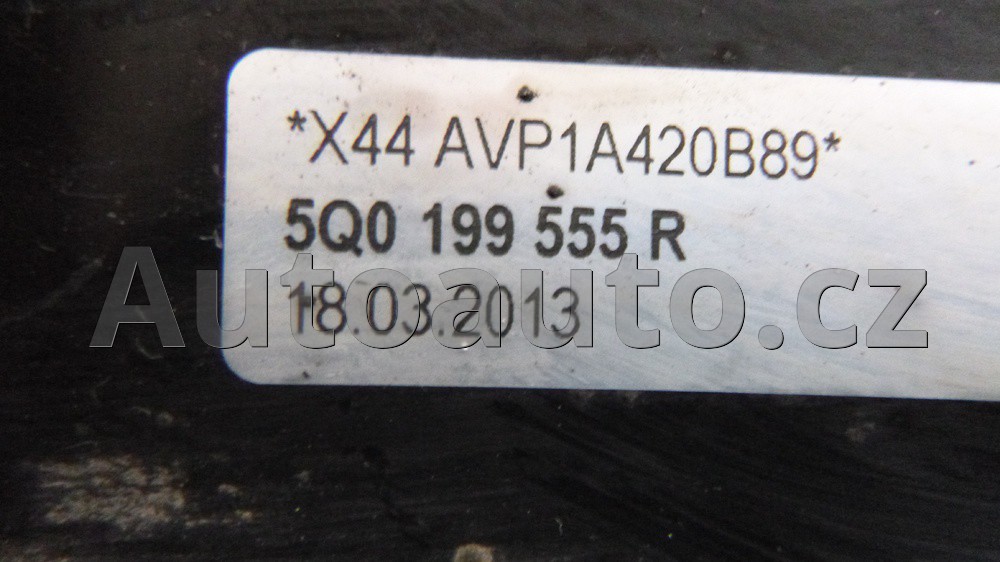 *X44 AVP1A420B89*
5Q0 199 555 R
18.03.2013
Autoauto.cz